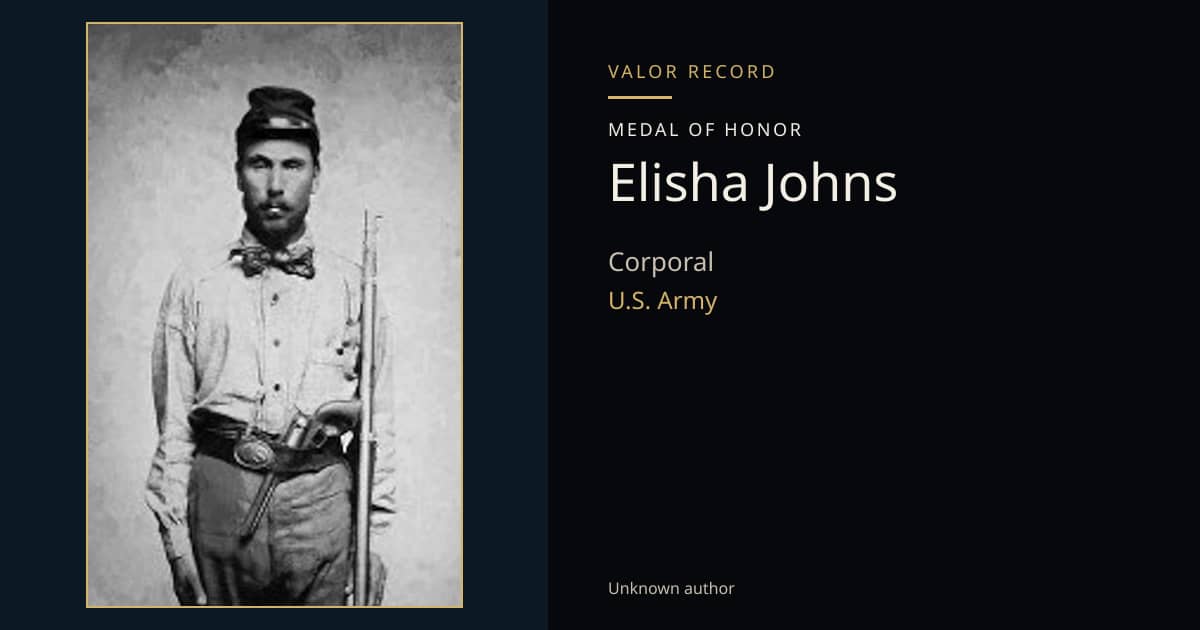 VALOR RECORD
MEDAL OF HONOR
Elisha Johns
Corporal
U.S. Army
Unknown author